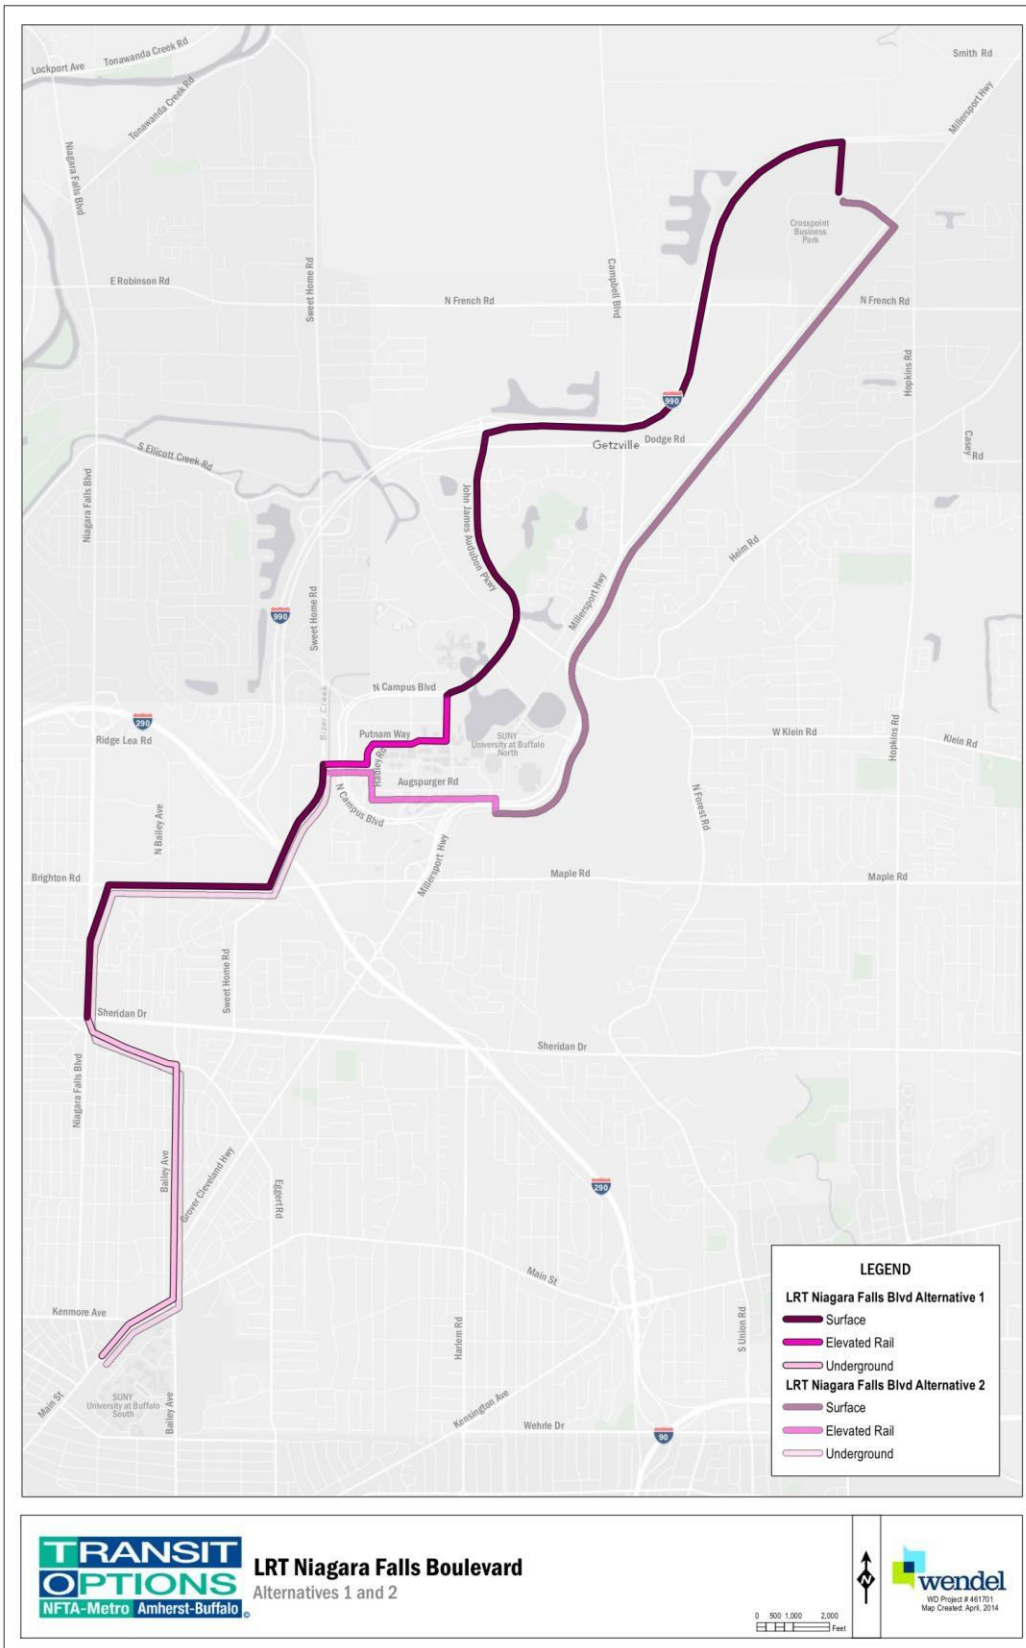 Smith Rd
Tonawanda Creek Rd
Lockport Ave
Tonawanda Creek Rd
Millersport Hwy
Niagara Falls Blvd
Crosspoint
Business
Park
Sweet Home Rd
Campbell Blvd
E Robinson Rd
N French Rd
N French Rd
Hopkins Rd
990
Getzville
Dodge Rd
Casey
Rd
S Ellicott Creek Rd
Niagara Falls Blvd
John James Audubon Pkwy
Heim Rd
Millersport Hwy
Sweet Home Rd
990
N Campus Blvd
Bizer Creek
290
Ridge Lea Rd
Putnam Way
SUNY
University at Buffalo
North
W Klein Rd
Hopkins Rd
Klein Rd
Hadley Rd
Augspurger Rd
N Campus Blvd
N Forest Rd
N Bailey Ave
Millersport Hwy
Brighton Rd
Maple Rd
Maple Rd
Sweet Home Rd
Sheridan Dr
Sheridan Dr
Niagara Falls Blvd
Bailey Ave
Grover Cleveland Hwy
Eggert Rd
290
Main St
Kenmore Ave
Harlem Rd
S Union Rd
Main St
SUNY
University at Buffalo
South
Bailey Ave
Kensington Ave
Wehrle Dr
90
LEGEND
LRT Niagara Falls Blvd Alternative 1
Surface
Elevated Rail
Underground
LRT Niagara Falls Blvd Alternative 2
Surface
Elevated Rail
Underground
TRANSIT
OPTIONS
NFTA-Metro Amherst-Buffalo ©
LRT Niagara Falls Boulevard
Alternatives 1 and 2
0 500 1,000 2,000
Feet
N
wendel
WD Project # 461701
Map Created: April, 2014